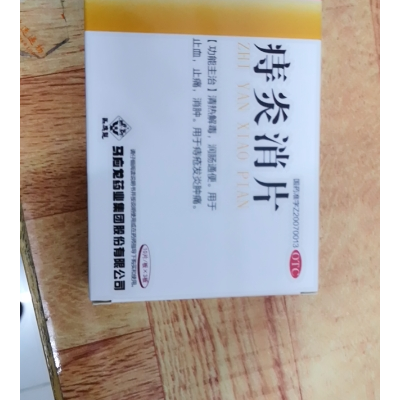 国药准字Z20070013
OTC
痔炎消片
ZHI YAN XIAO PIAN
【功能主治】清热解毒，润肠通便。用于
止血，止痛，消肿。用于痔疮发炎肿痛。
马应龙
马应龙药业集团股份有限公司